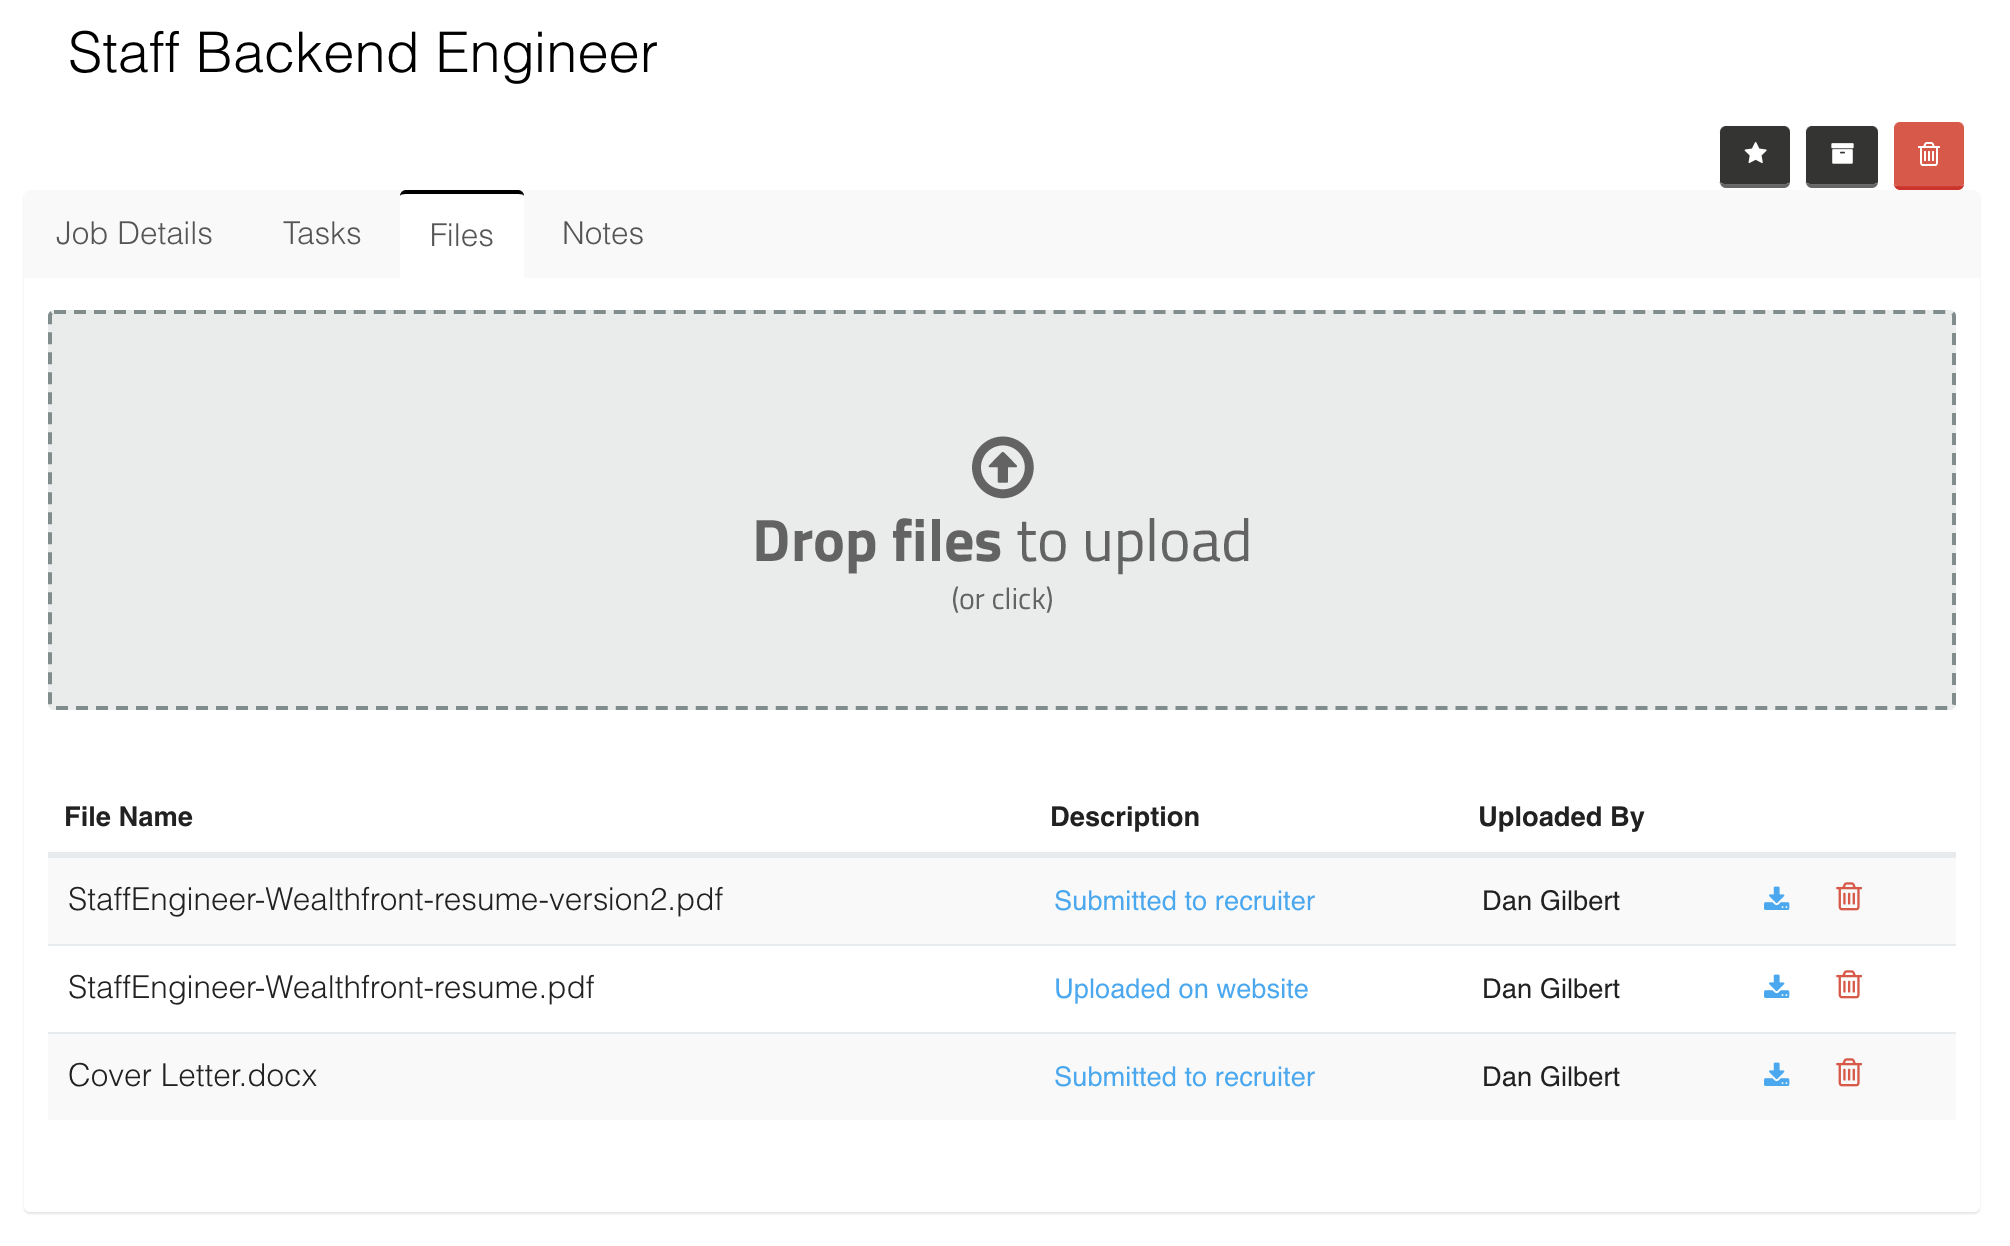 Staff Backend Engineer
Job Details Tasks Files Notes
Drop files to upload
(or click)
File Name Description Uploaded By
StaffEngineer-Wealthfront-resume-version2.pdf Submitted to recruiter Dan Gilbert
StaffEngineer-Wealthfront-resume.pdf Uploaded on website Dan Gilbert
Cover Letter.docx Submitted to recruiter Dan Gilbert